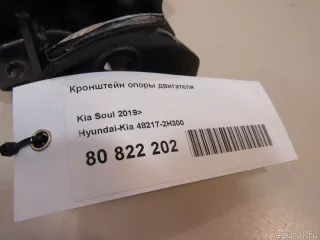 Кронштейн опоры двигателя
Kia Soul 2019>
Hyundai-Kia 48217-2H300
80 822 202